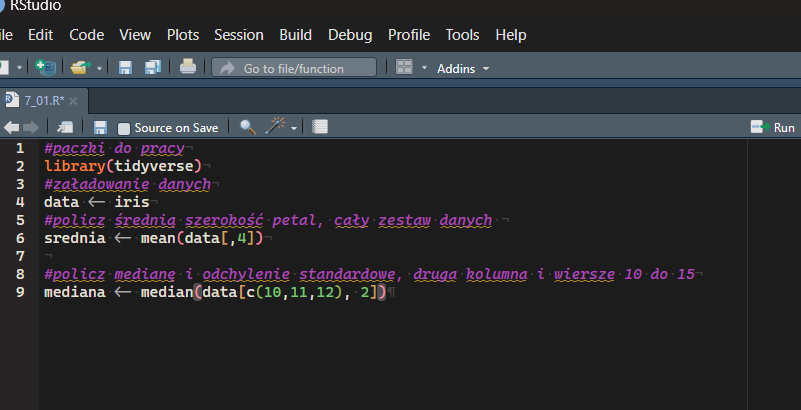 RStudio
ile Edit Code View Plots Session Build Debug Profile Tools Help
Go to file/function Addins
7_01.R*
Source on Save Run
1 #paczki do pracy
2 library(tidyverse)
3 #załadowanie danych
4 data <- iris
5 #policz średnią szerokość petal, cały zestaw danych
6 srednia <- mean(data[,4])
7
8 #policz medianę i odchylenie standardowe, druga kolumna i wiersze 10 do 15
9 mediana <- median(data[c(10,11,12), 2])